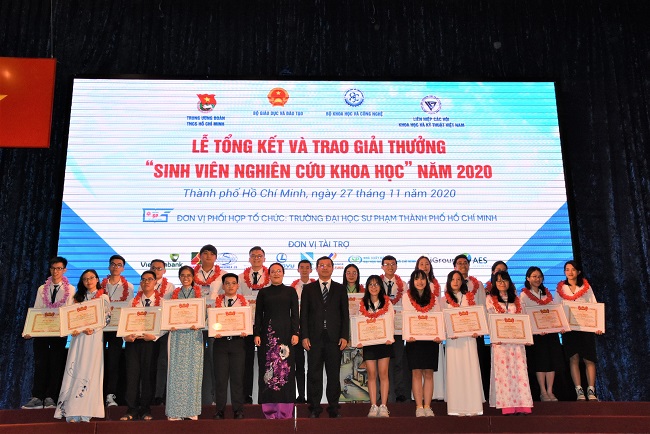 TRUNG ƯƠNG ĐOÀN
TNCS HỒ CHÍ MINH
BỘ GIÁO DỤC VÀ ĐÀO TẠO
BỘ KHOA HỌC VÀ CÔNG NGHỆ
LIÊN HIỆP CÁC HỘI
KHOA HỌC VÀ KỸ THUẬT VIỆT NAM
LỄ TỔNG KẾT VÀ TRAO GIẢI THƯỞNG
“SINH VIÊN NGHIÊN CỨU KHOA HỌC” NĂM 2020
Thành phố Hồ Chí Minh, ngày 27 tháng 11 năm 2020
ĐƠN VỊ PHỐI HỢP TỔ CHỨC: TRƯỜNG ĐẠI HỌC SƯ PHẠM THÀNH PHỐ HỒ CHÍ MINH
ĐƠN VỊ TÀI TRỢ
AES